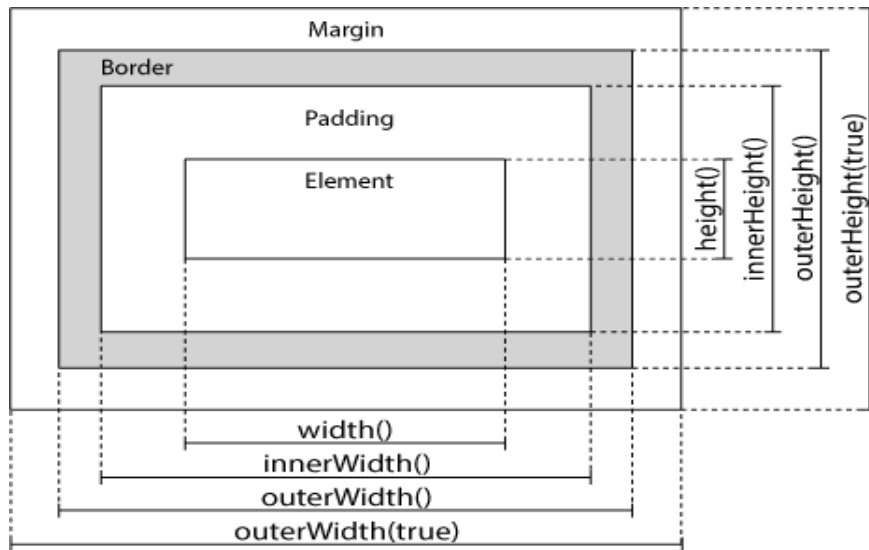 Margin
Border
Padding
Element
height()
innerHeight()
outerHeight()
outerHeight(true)
width()
innerWidth()
outerWidth()
outerWidth(true)